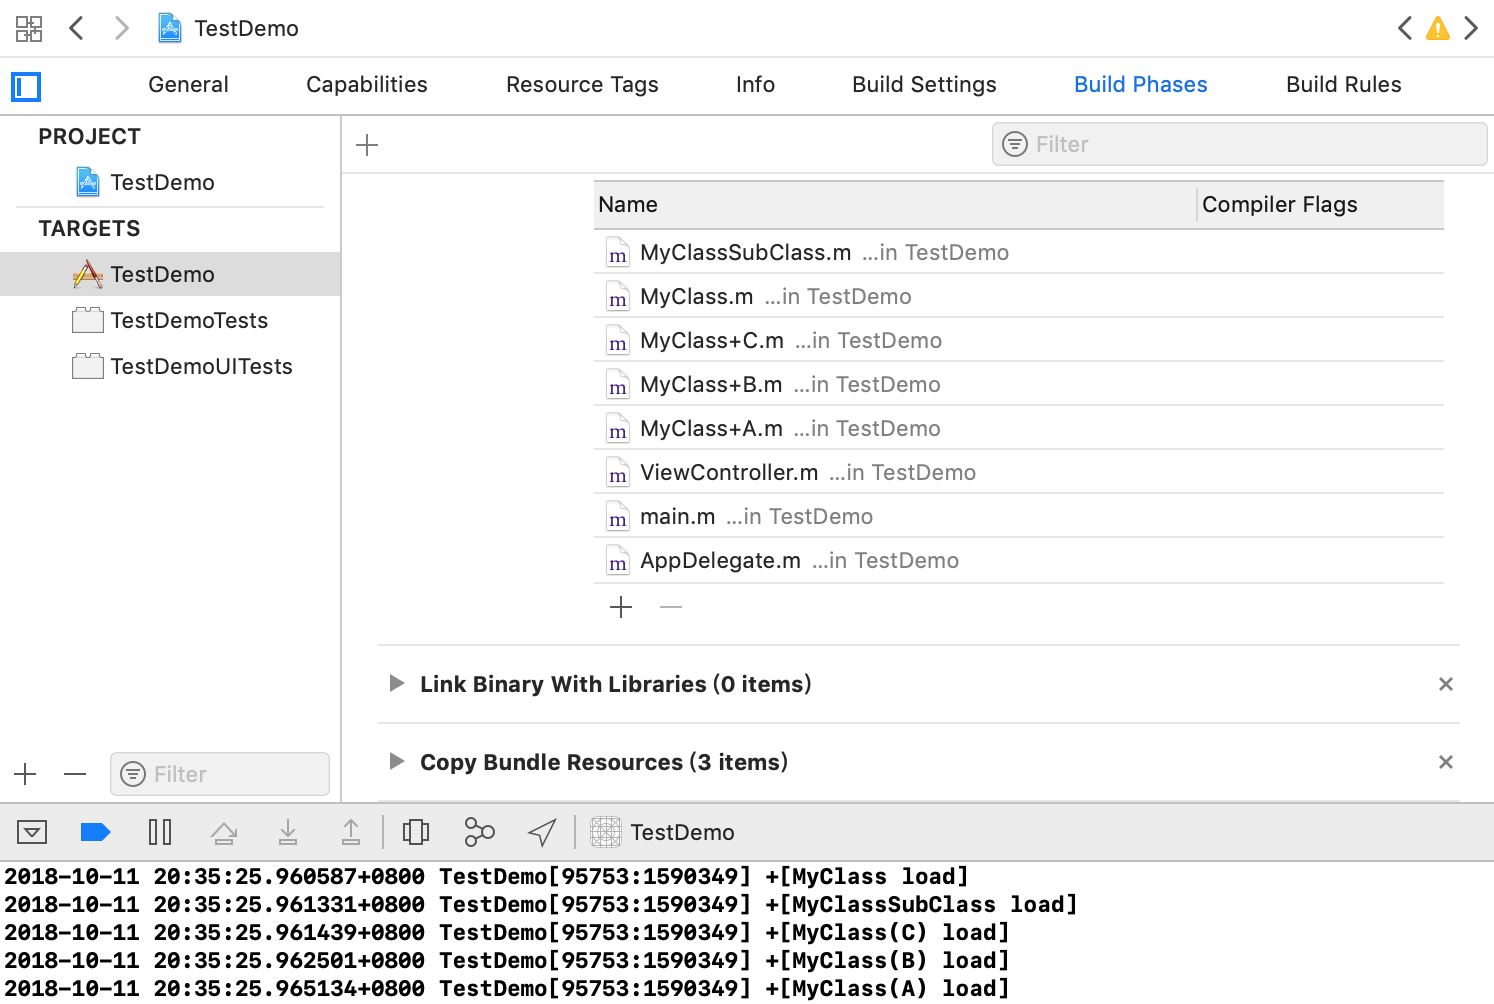 TestDemo
General Capabilities Resource Tags Info Build Settings Build Phases Build Rules
PROJECT
TestDemo
TARGETS
TestDemo
TestDemoTests
TestDemoUITests
Filter
Filter
Name Compiler Flags
m MyClassSubClass.m ...in TestDemo
m MyClass.m ...in TestDemo
m MyClass+C.m ...in TestDemo
m MyClass+B.m ...in TestDemo
m MyClass+A.m ...in TestDemo
m ViewController.m ...in TestDemo
m main.m ...in TestDemo
m AppDelegate.m ...in TestDemo
Link Binary With Libraries (0 items)
Copy Bundle Resources (3 items)
TestDemo
2018-10-11 20:35:25.960587+0800 TestDemo[95753:1590349] +[MyClass load]
2018-10-11 20:35:25.961331+0800 TestDemo[95753:1590349] +[MyClassSubClass load]
2018-10-11 20:35:25.961439+0800 TestDemo[95753:1590349] +[MyClass(C) load]
2018-10-11 20:35:25.962501+0800 TestDemo[95753:1590349] +[MyClass(B) load]
2018-10-11 20:35:25.965134+0800 TestDemo[95753:1590349] +[MyClass(A) load]